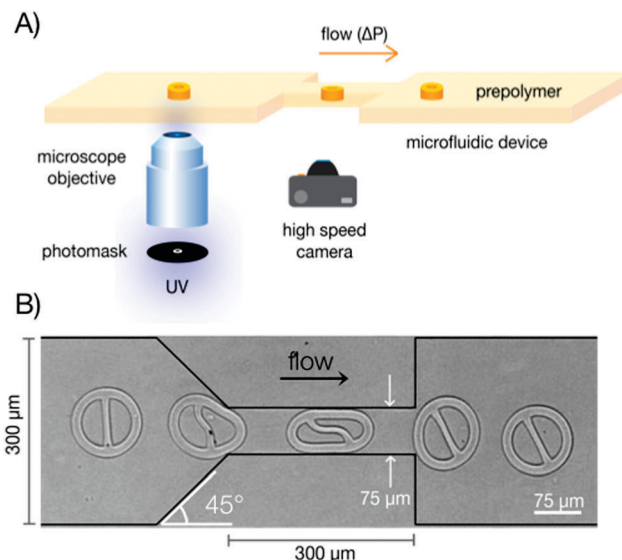 A)
flow (ΔP)
prepolymer
microfluidic device
microscope
objective
high speed
camera
photomask
UV
B)
flow
300 µm
75 µm
45°
75 µm
300 µm